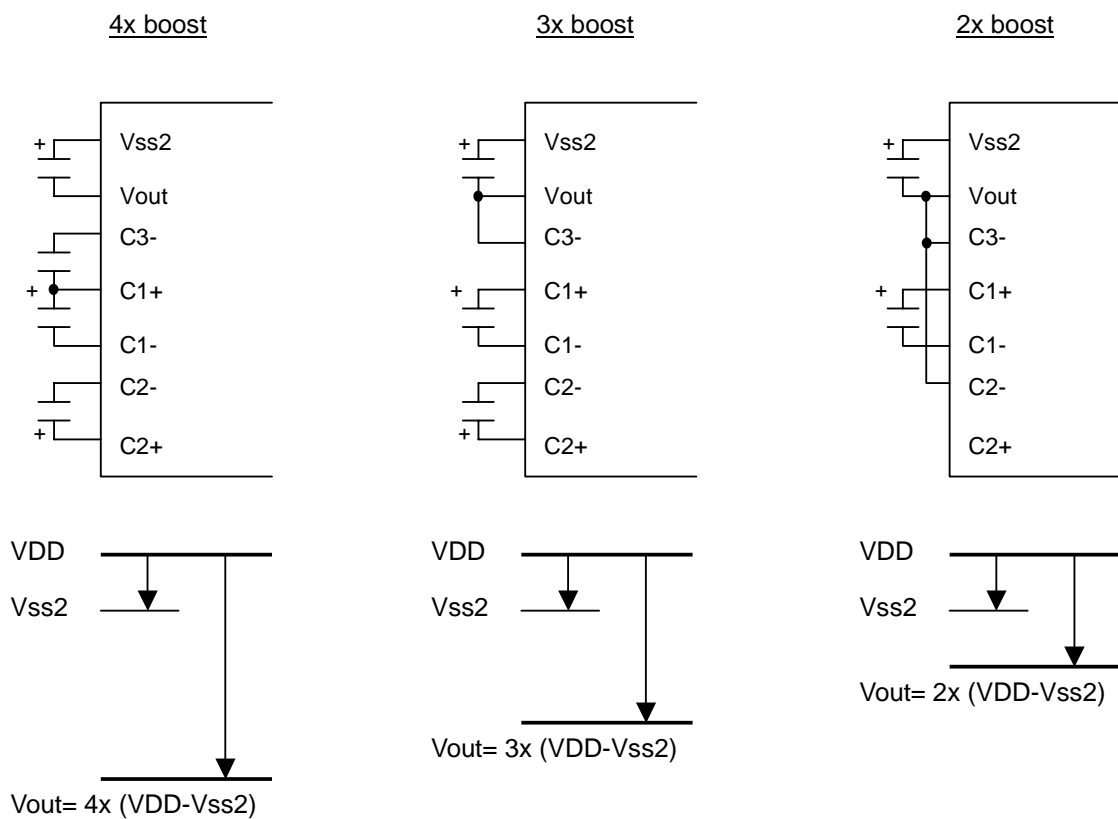 4x boost
3x boost
2x boost
+
Vss2
Vout
C3-
+
C1+
C1-
C2-
+
C2+
+
Vss2
Vout
C3-
+
C1+
C1-
C2-
+
C2+
+
Vss2
Vout
C3-
+
C1+
C1-
C2-
C2+
VDD
Vss2
Vout= 4x (VDD-Vss2)
VDD
Vss2
Vout= 3x (VDD-Vss2)
VDD
Vss2
Vout= 2x (VDD-Vss2)